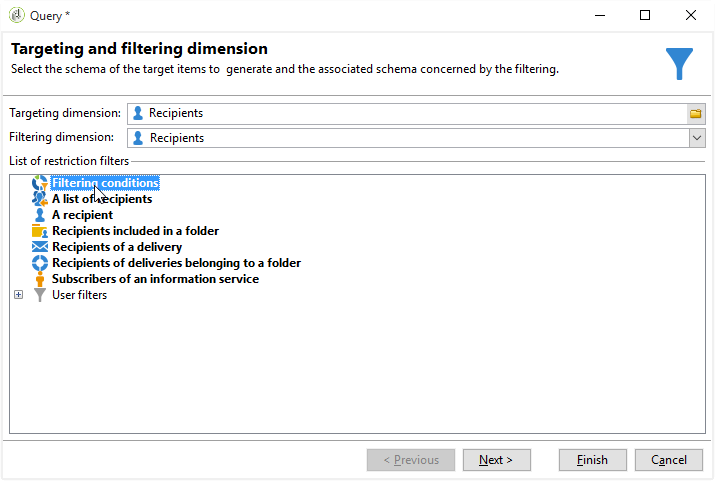 Query *
Targeting and filtering dimension
Select the schema of the target items to  generate and the associated schema concerned by the filtering.
Targeting dimension: Recipients
Filtering dimension: Recipients
List of restriction filters
Filtering conditions
A list of recipients
A recipient
Recipients included in a folder
Recipients of a delivery
Recipients of deliveries belonging to a folder
Subscribers of an information service
User filters
< Previous Next > Finish Cancel